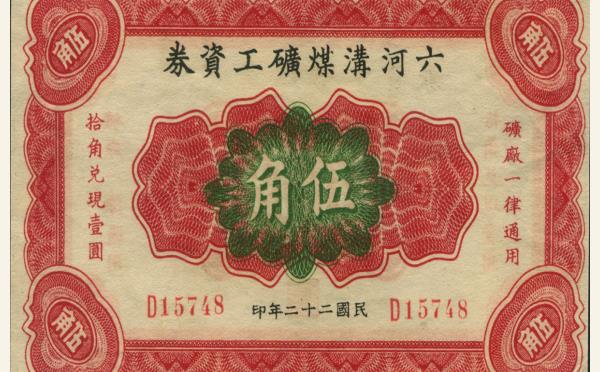 伍角
伍角
六河溝煤礦工資券
礦廠一律通用
伍角
拾角兌現壹圓
D15748
民國二十二年印
D15748
伍角
伍角